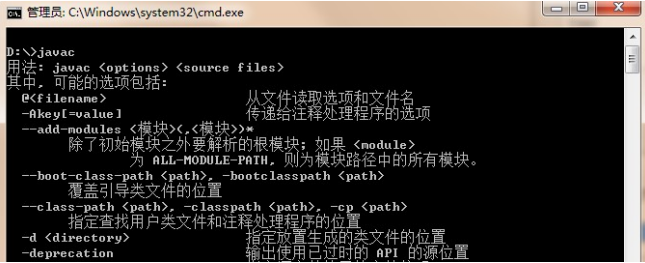 管理员: C:\Windows\system32\cmd.exe
D:\>javac
用法: javac <options> <source files>
其中, 可能的选项包括:
@<filename> 从文件读取选项和文件名
-Akey[=value] 传递给注释处理程序的选项
--add-modules <模块>(,<模块>)*
除了初始模块之外要解析的根模块; 如果 <module>
为 ALL-MODULE-PATH, 则为模块路径中的所有模块。
--boot-class-path <path>, -bootclasspath <path>
覆盖引导类文件的位置
--class-path <path>, -classpath <path>, -cp <path>
指定查找用户类文件和注释处理程序的位置
-d <directory> 指定放置生成的类文件的位置
-deprecation 输出使用已过时的 API 的源位置